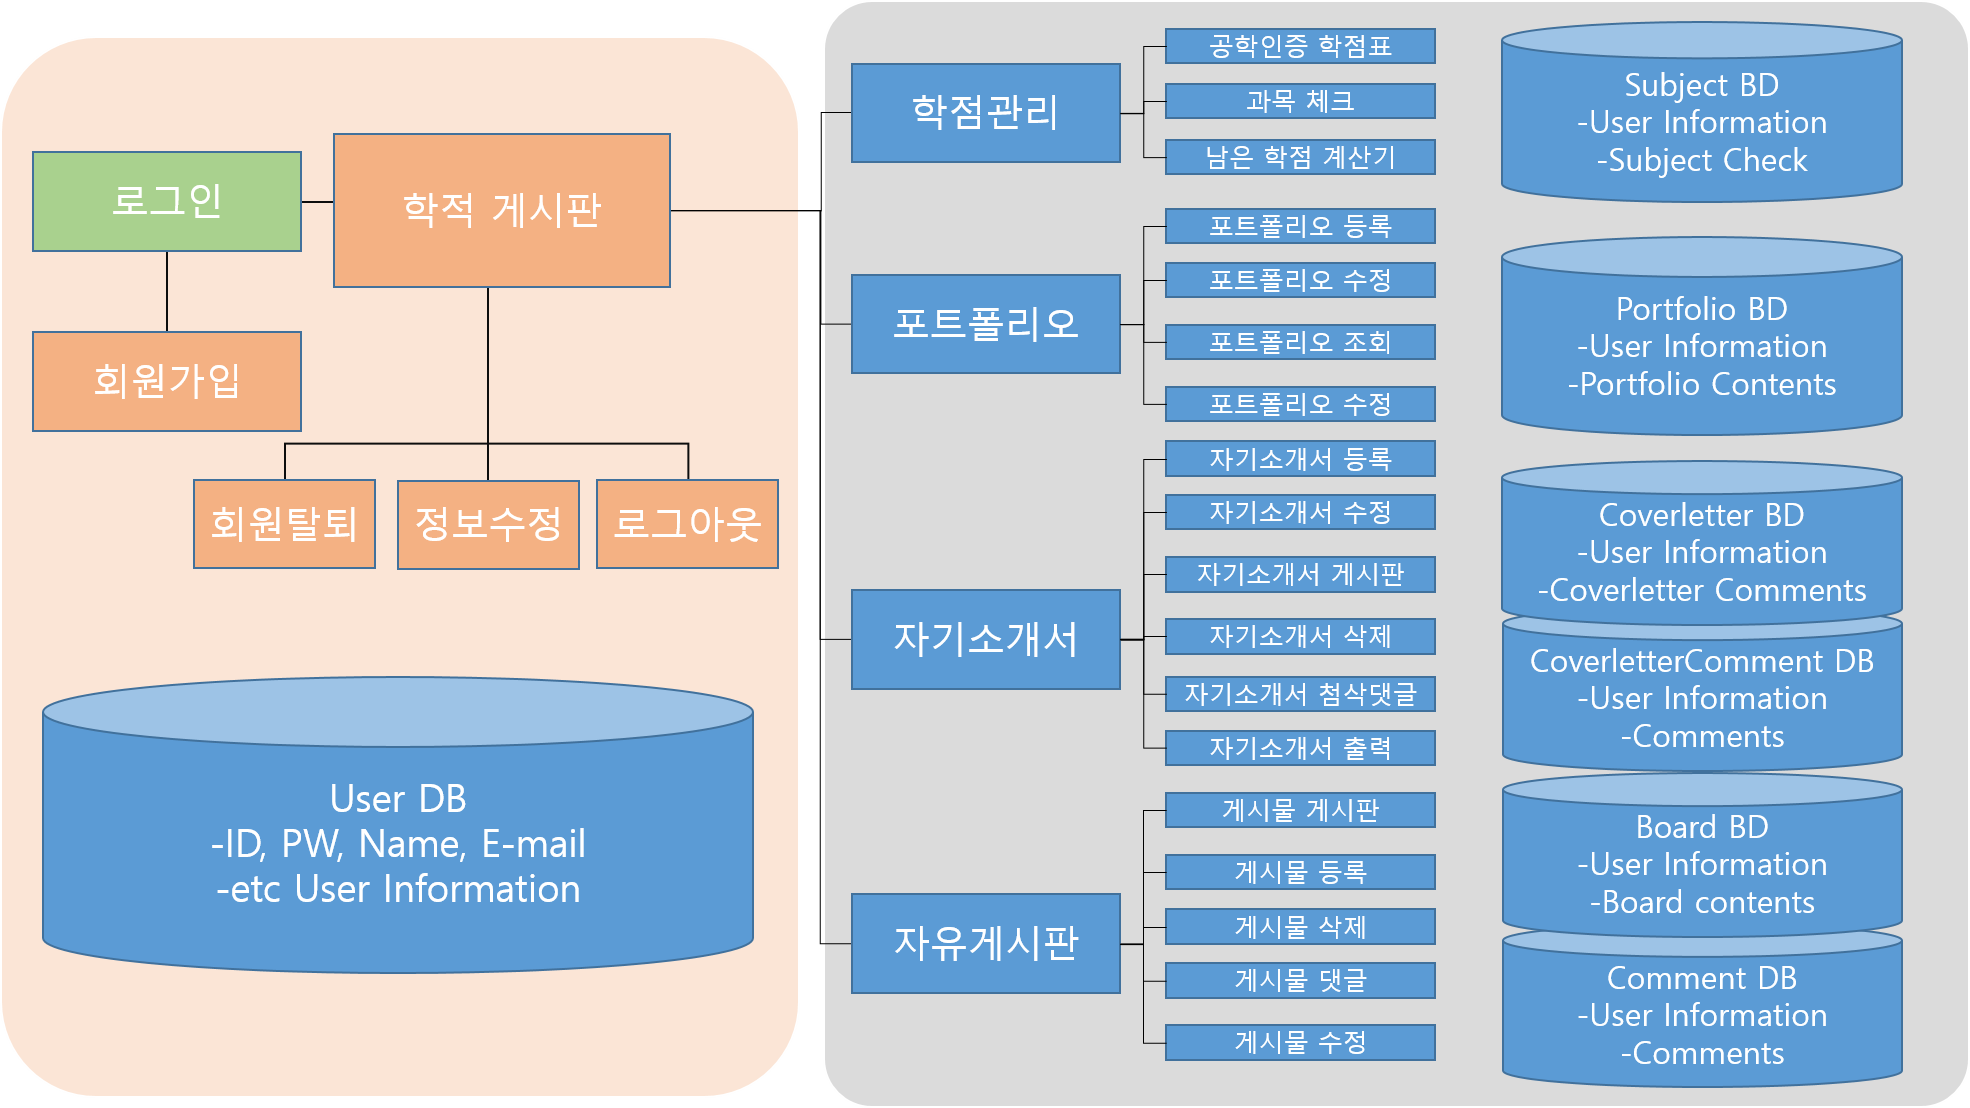 로그인
학적 게시판
회원가입
회원탈퇴
정보수정
로그아웃
User DB
-ID, PW, Name, E-mail
-etc User Information
학점관리
공학인증 학점표
과목 체크
남은 학점 계산기
포트폴리오
포트폴리오 등록
포트폴리오 수정
포트폴리오 조회
포트폴리오 수정
자기소개서
자기소개서 등록
자기소개서 수정
자기소개서 게시판
자기소개서 삭제
자기소개서 첨삭댓글
자기소개서 출력
자유게시판
게시물 게시판
게시물 등록
게시물 삭제
게시물 댓글
게시물 수정
Subject BD
-User Information
-Subject Check
Portfolio BD
-User Information
-Portfolio Contents
Coverletter BD
-User Information
-Coverletter Comments
CoverletterComment DB
-User Information
-Comments
Board BD
-User Information
-Board contents
Comment DB
-User Information
-Comments